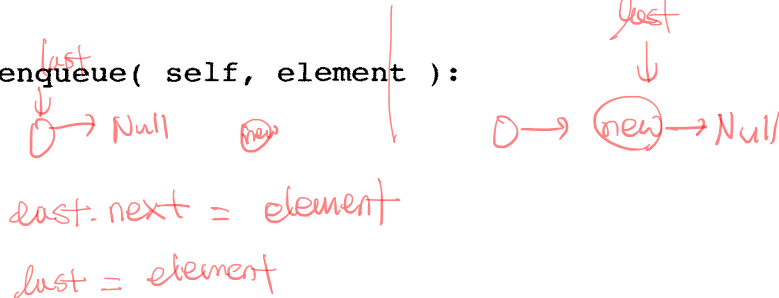 last
last
enqueue( self, element ):
Null
new
new
Null
last.next = element
last = element